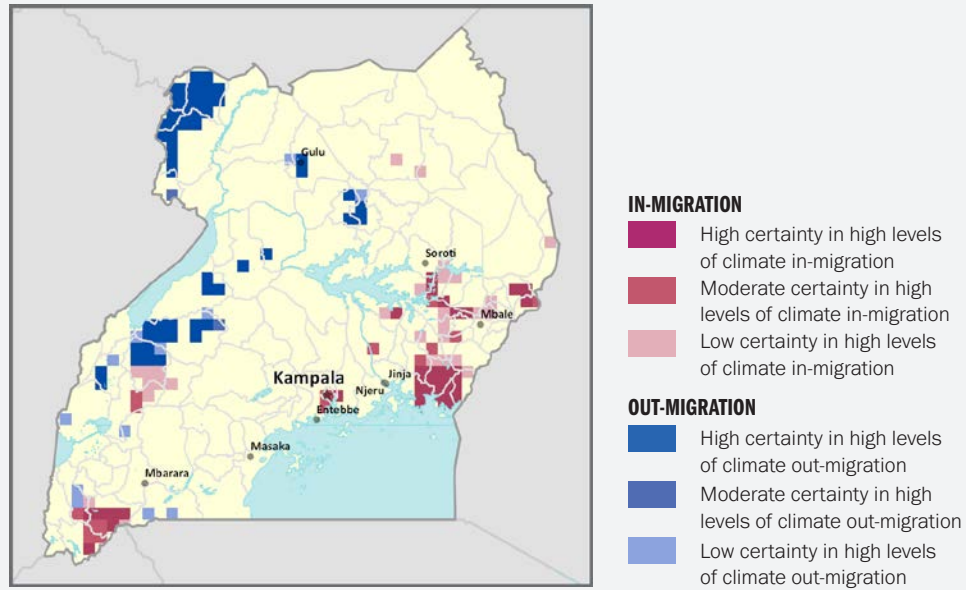 Gulu
Soroti
Mbale
Kampala
Jinja
Njeru
Entebbe
Masaka
Mbarara
IN-MIGRATION
High certainty in high levels
of climate in-migration
Moderate certainty in high
levels of climate in-migration
Low certainty in high levels
of climate in-migration
OUT-MIGRATION
High certainty in high levels
of climate out-migration
Moderate certainty in high
levels of climate out-migration
Low certainty in high levels
of climate out-migration